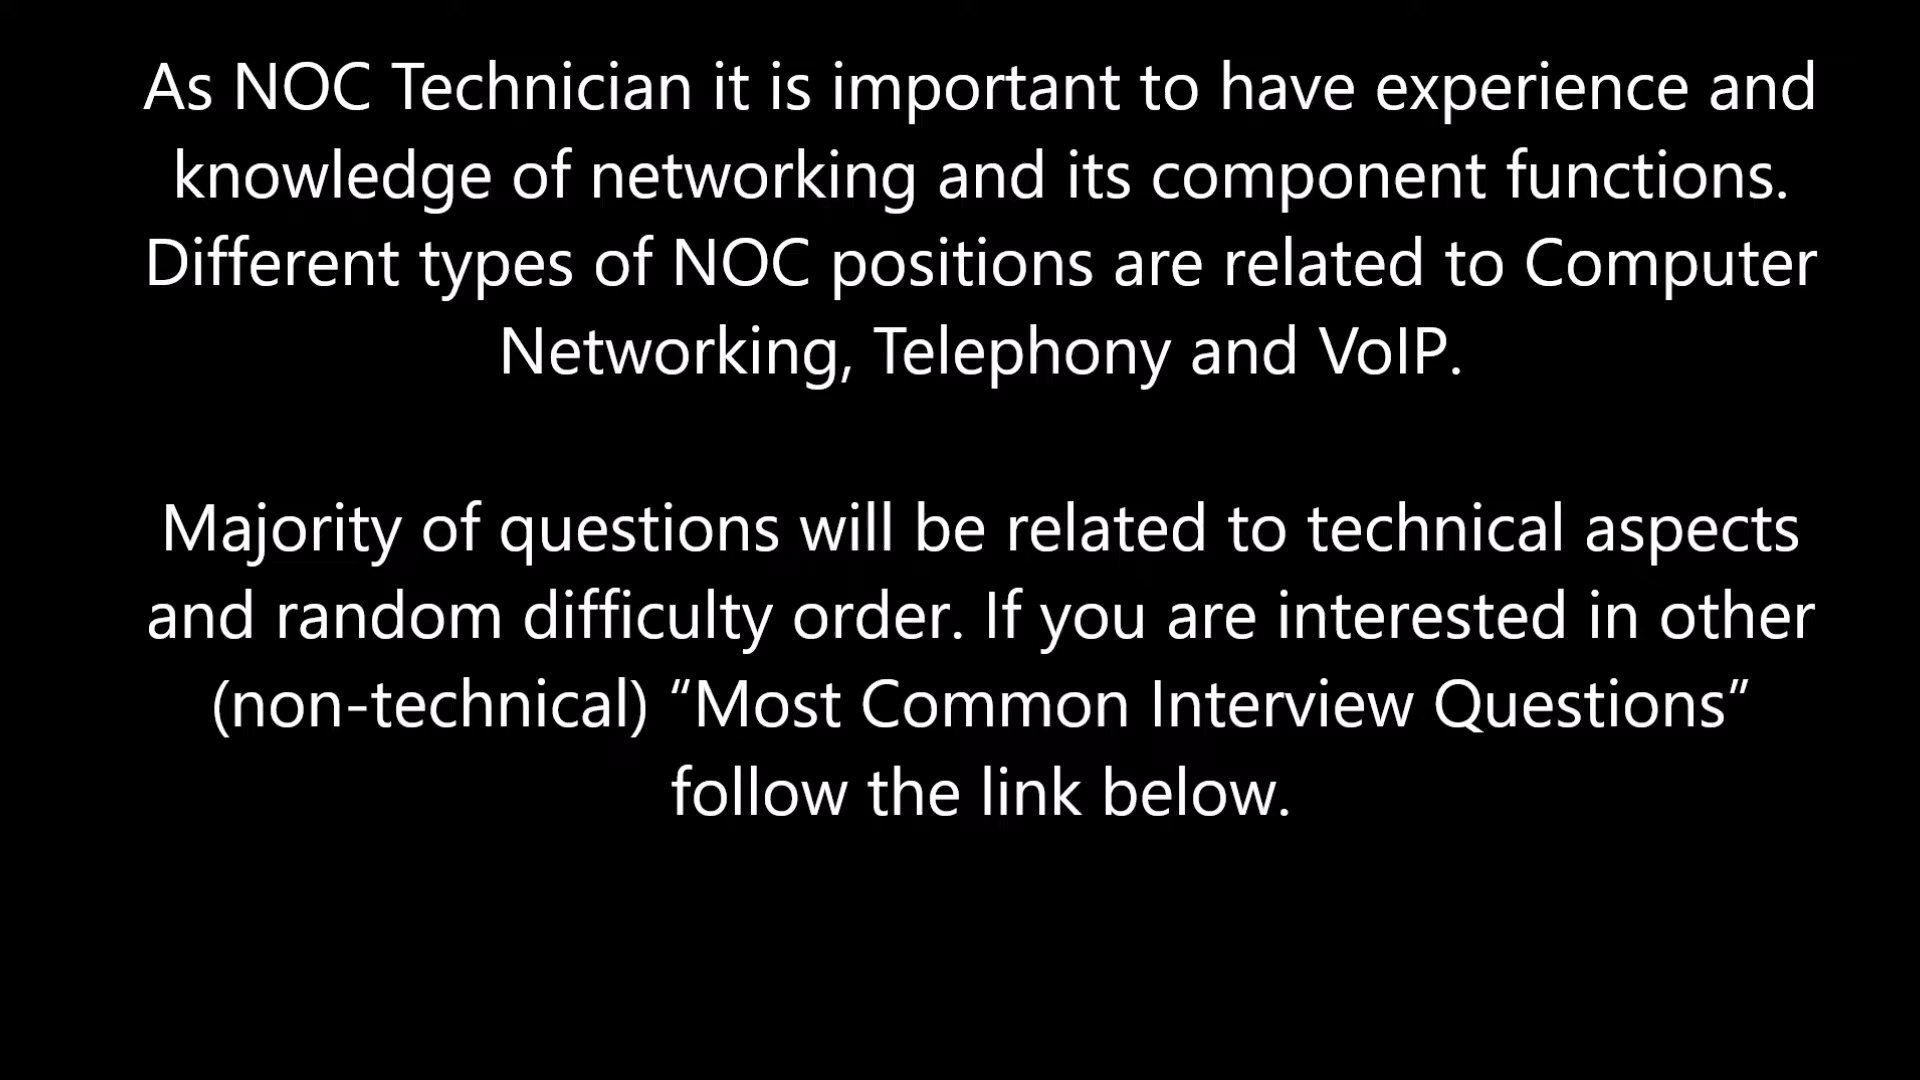 As NOC Technician it is important to have experience and
knowledge of networking and its component functions.
Different types of NOC positions are related to Computer
Networking, Telephony and VoIP.
Majority of questions will be related to technical aspects
and random difficulty order. If you are interested in other
(non-technical) “Most Common Interview Questions”
follow the link below.